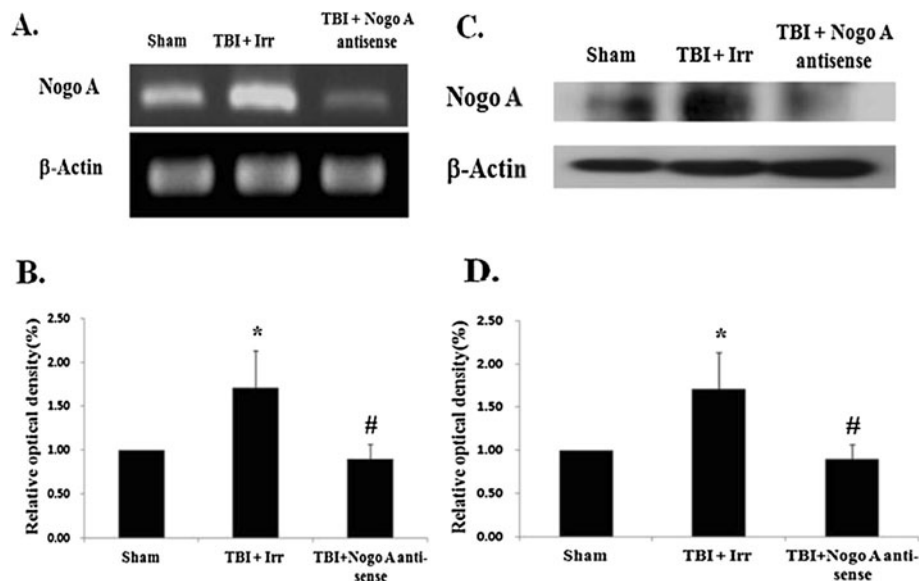 A.
Sham
TBI + Irr
TBI + Nogo A
antisense
Nogo A
β-Actin
B.
Relative optical density(%)
2.50
2.00
1.50
1.00
0.50
0.00
*
#
Sham
TBI + Irr
TBI+Nogo A anti-
sense
C.
Sham
TBI + Irr
TBI + Nogo A
antisense
Nogo A
β-Actin
D.
Relative optical density(%)
2.50
2.00
1.50
1.00
0.50
0.00
*
#
Sham
TBI + Irr
TBI+Nogo A anti-
sense